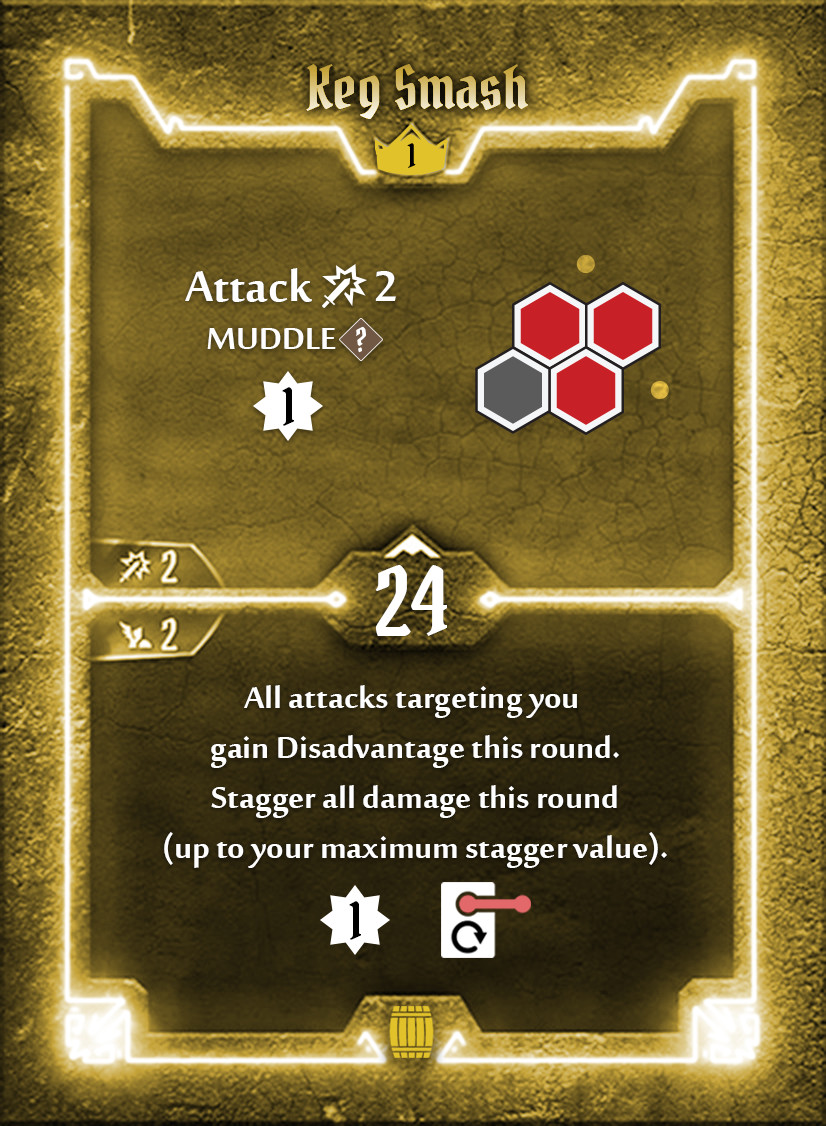 Keg Smash
1
Attack 2
MUDDLE ?
1
2
24
2
All attacks targeting you
gain Disadvantage this round.
Stagger all damage this round
(up to your maximum stagger value).
1